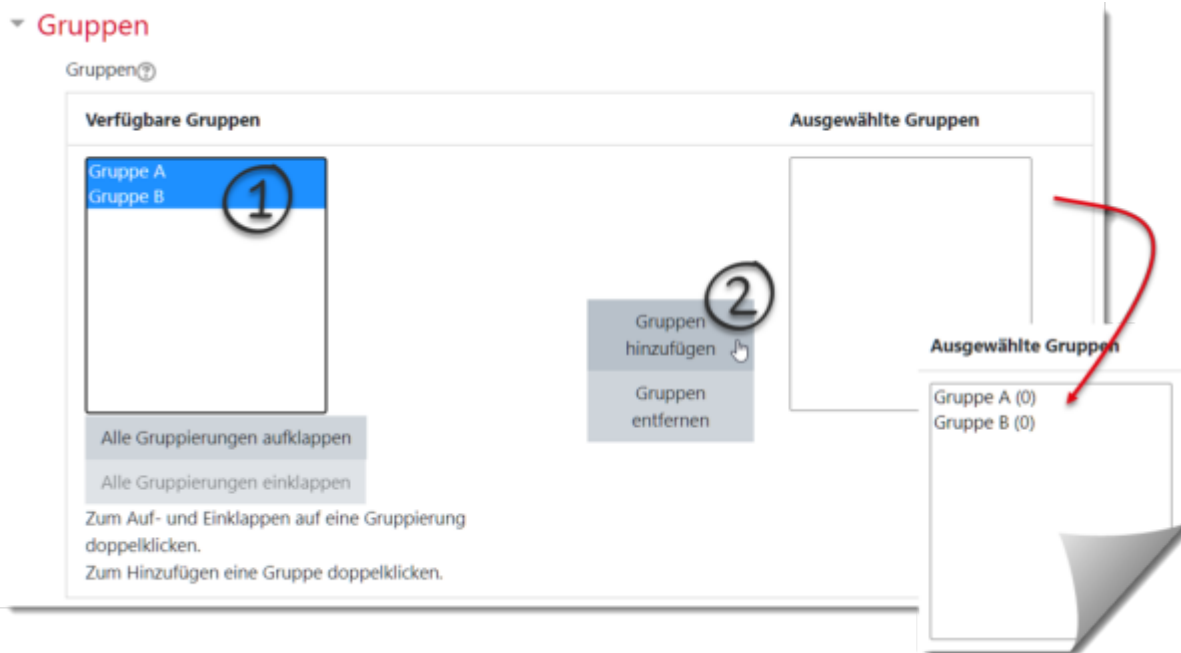 Gruppen
Gruppen?
Verfügbare Gruppen
Ausgewählte Gruppen
Gruppe A
Gruppe B
1
2
Gruppen
hinzufügen
Gruppen
entfernen
Alle Gruppierungen aufklappen
Alle Gruppierungen einklappen
Zum Auf- und Einklappen auf eine Gruppierung
doppelklicken.
Zum Hinzufügen eine Gruppe doppelklicken.
Ausgewählte Gruppen
Gruppe A (0)
Gruppe B (0)